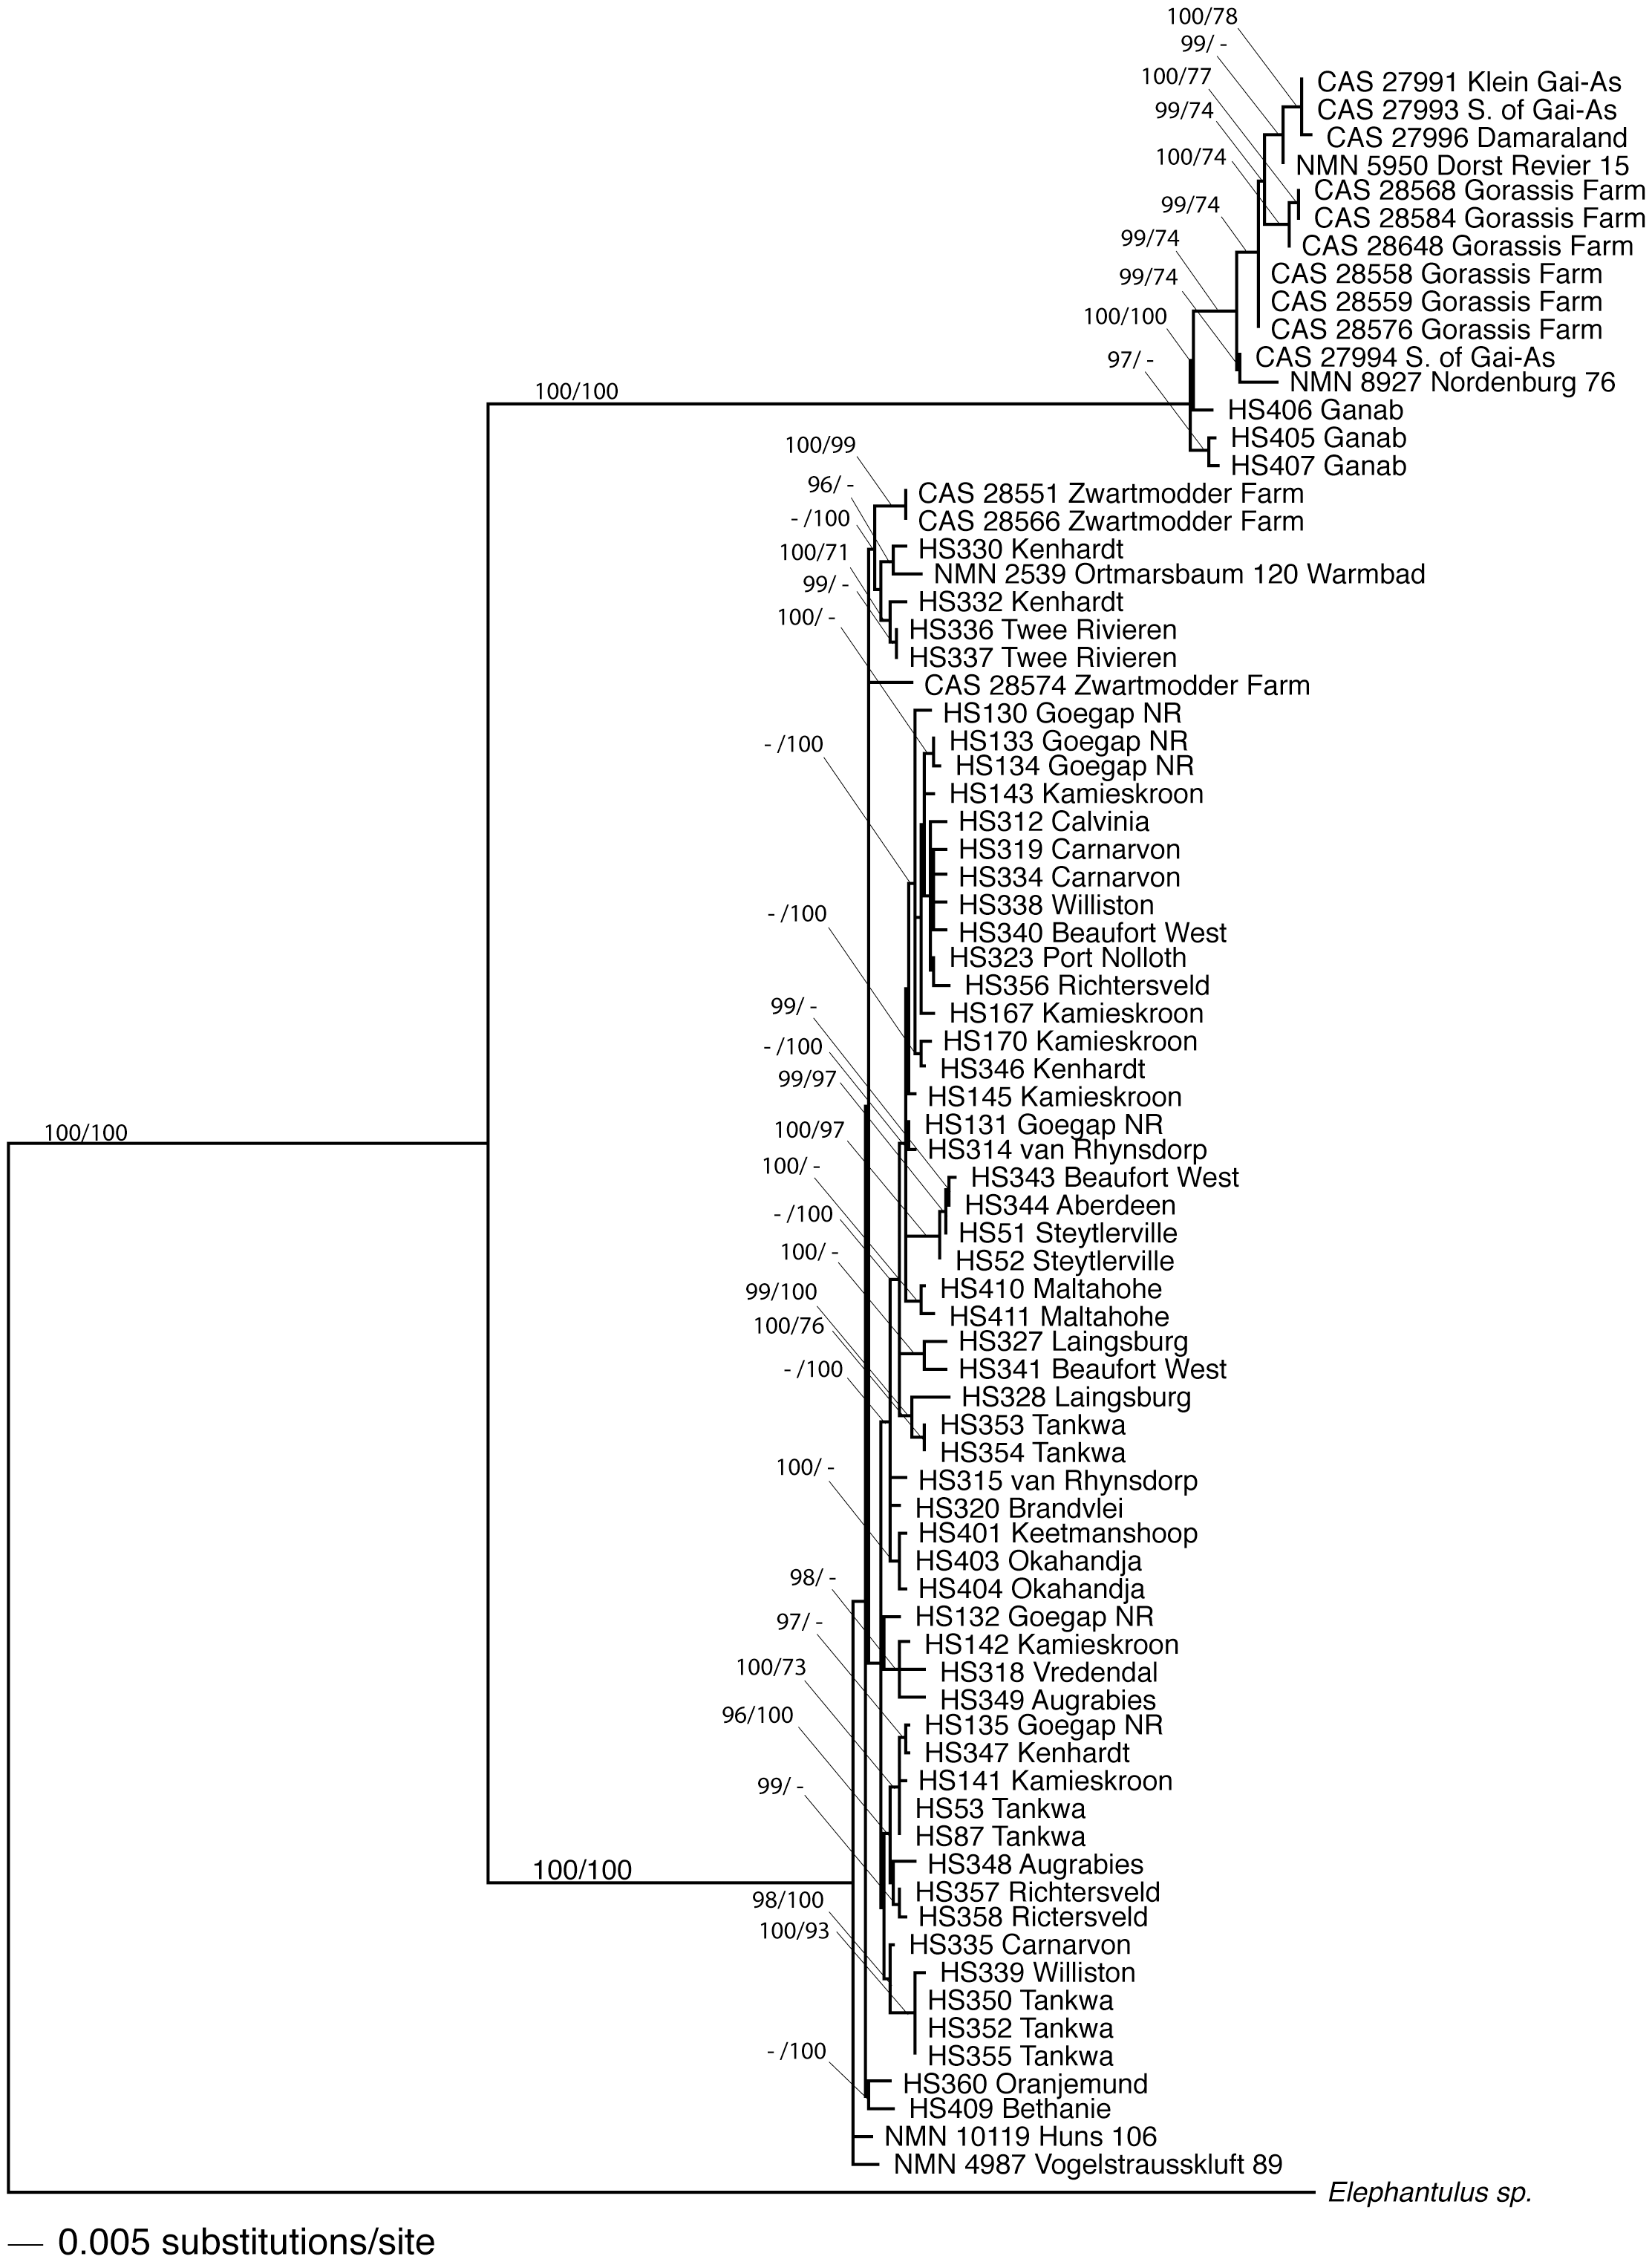 100/78
99/ -
100/77
99/74
100/74
99/74
99/74
99/74
100/100
97/ -
100/100
CAS 27991 Klein Gai-As
CAS 27993 S. of Gai-As
CAS 27996 Damaraland
NMN 5950 Dorst Revier 15
CAS 28568 Gorassis Farm
CAS 28584 Gorassis Farm
CAS 28648 Gorassis Farm
CAS 28558 Gorassis Farm
CAS 28559 Gorassis Farm
CAS 28576 Gorassis Farm
CAS 27994 S. of Gai-As
NMN 8927 Nordenburg 76
HS406 Ganab
HS405 Ganab
HS407 Ganab
100/99
96/ -
- /100
100/71
99/ -
100/ -
- /100
- /100
99/ -
- /100
99/97
100/97
100/ -
- /100
100/ -
99/100
100/76
- /100
100/ -
98/ -
97/ -
100/73
96/100
99/ -
98/100
100/93
- /100
100/100
100/100
CAS 28551 Zwartmodder Farm
CAS 28566 Zwartmodder Farm
HS330 Kenhardt
NMN 2539 Ortmarsbaum 120 Warmbad
HS332 Kenhardt
HS336 Twee Rivieren
HS337 Twee Rivieren
CAS 28574 Zwartmodder Farm
HS130 Goegap NR
HS133 Goegap NR
HS134 Goegap NR
HS143 Kamieskroon
HS312 Calvinia
HS319 Carnarvon
HS334 Carnarvon
HS338 Williston
HS340 Beaufort West
HS323 Port Nolloth
HS356 Richtersveld
HS167 Kamieskroon
HS170 Kamieskroon
HS346 Kenhardt
HS145 Kamieskroon
HS131 Goegap NR
HS314 van Rhynsdorp
HS343 Beaufort West
HS344 Aberdeen
HS51 Steytlerville
HS52 Steytlerville
HS410 Maltahohe
HS411 Maltahohe
HS327 Laingsburg
HS341 Beaufort West
HS328 Laingsburg
HS353 Tankwa
HS354 Tankwa
HS315 van Rhynsdorp
HS320 Brandvlei
HS401 Keetmanshoop
HS403 Okahandja
HS404 Okahandja
HS132 Goegap NR
HS142 Kamieskroon
HS318 Vredendal
HS349 Augrabies
HS135 Goegap NR
HS347 Kenhardt
HS141 Kamieskroon
HS53 Tankwa
HS87 Tankwa
HS348 Augrabies
HS357 Richtersveld
HS358 Rictersveld
HS335 Carnarvon
HS339 Williston
HS350 Tankwa
HS352 Tankwa
HS355 Tankwa
HS360 Oranjemund
HS409 Bethanie
NMN 10119 Huns 106
NMN 4987 Vogelstrausskluft 89
Elephantulus sp.
0.005 substitutions/site